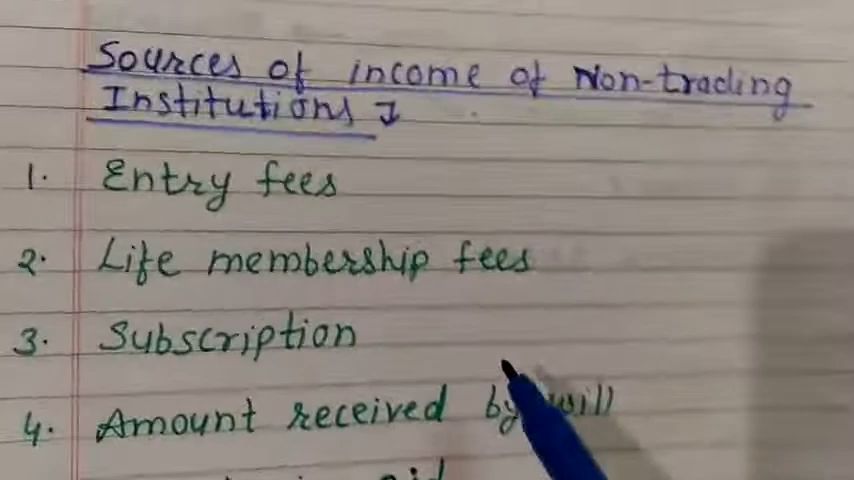 Sources of income of Non-trading
Institutions
1. Entry fees
2. Life membership fees
3. Subscription
4. Amount received by will